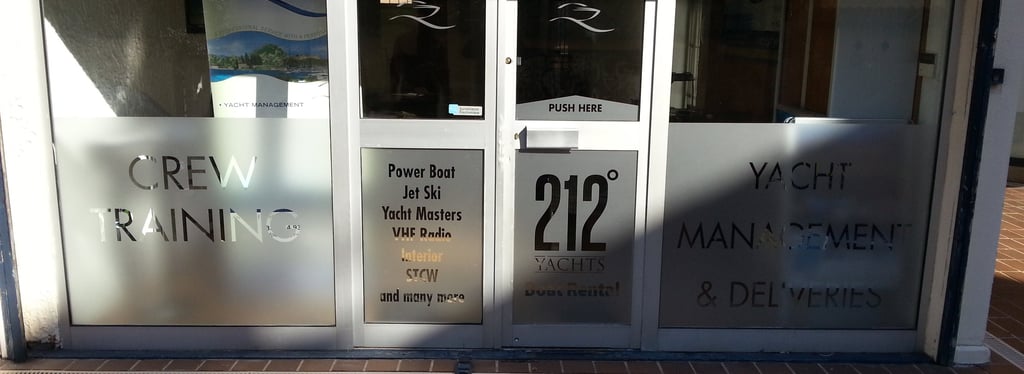 • YACHT MANAGEMENT
PUSH HERE
CREW
TRAINING
Power Boat
Jet Ski
Yacht Masters
VHF Radio
Interior
STCW
and many more
212°
YACHTS
Boat Rental
YACHT
MANAGEMENT
& DELIVERIES